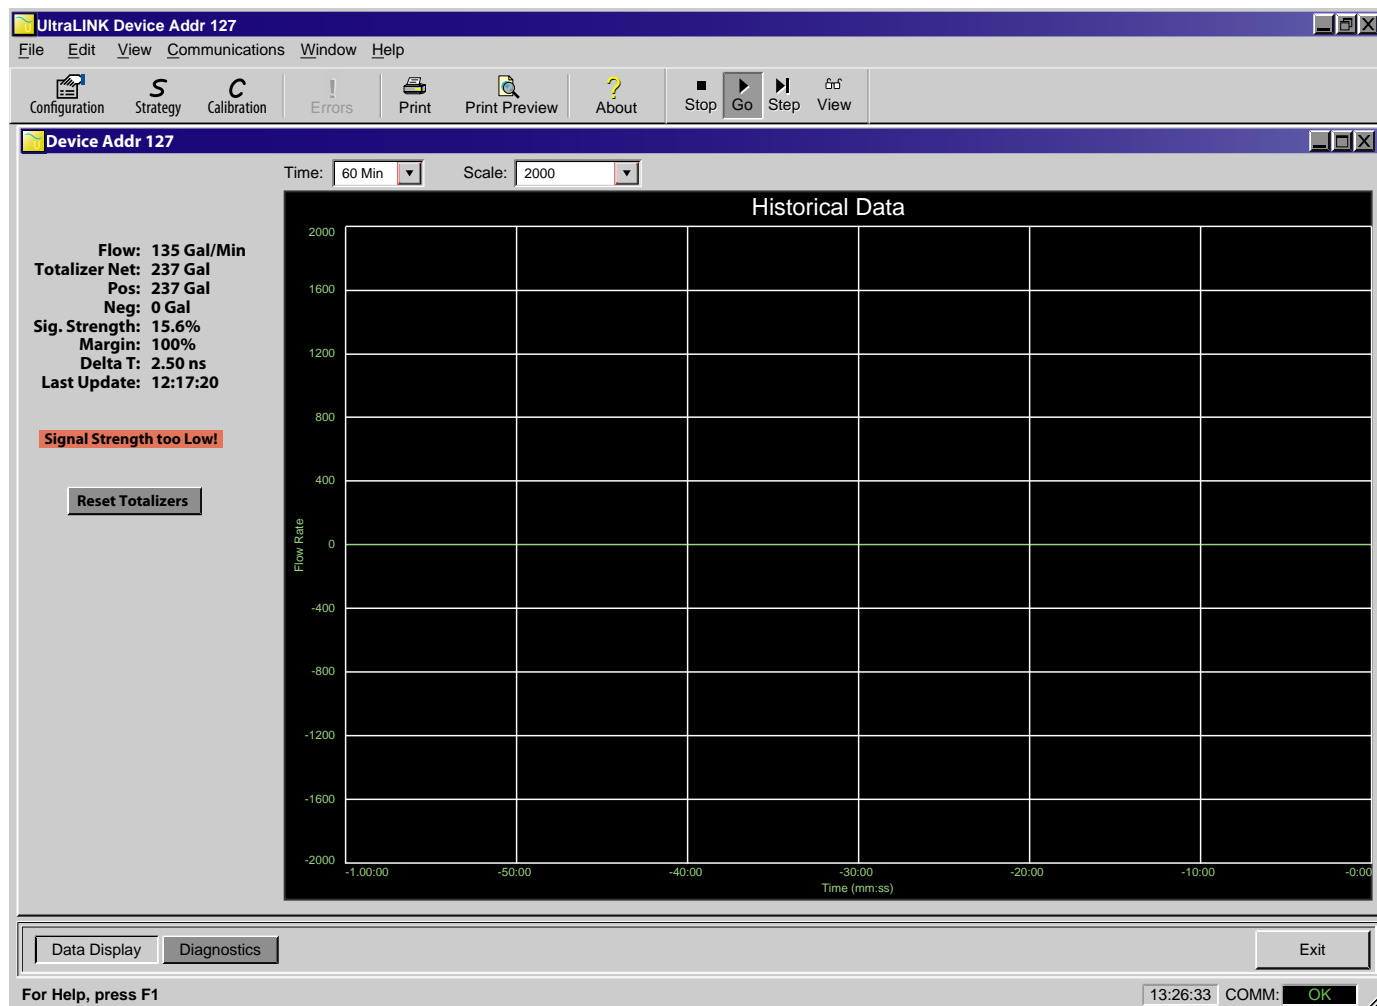 UltraLINK Device Addr 127
File Edit View Communications Window Help
Configuration Strategy Calibration Errors Print Print Preview About Stop Go Step View
Device Addr 127
Time: 60 Min Scale: 2000
Historical Data
Flow: 135 Gal/Min
Totalizer Net: 237 Gal
Pos: 237 Gal
Neg: 0 Gal
Sig. Strength: 15.6%
Margin: 100%
Delta T: 2.50 ns
Last Update: 12:17:20
Signal Strength too Low!
Reset Totalizers
2000
1600
1200
800
400
0
-400
-800
-1200
-1600
-2000
Flow Rate
-1.00:00 -50:00 -40:00 -30:00 -20:00 -10:00 -0:00
Time (mm:ss)
Data Display Diagnostics Exit
For Help, press F1 13:26:33 COMM: OK